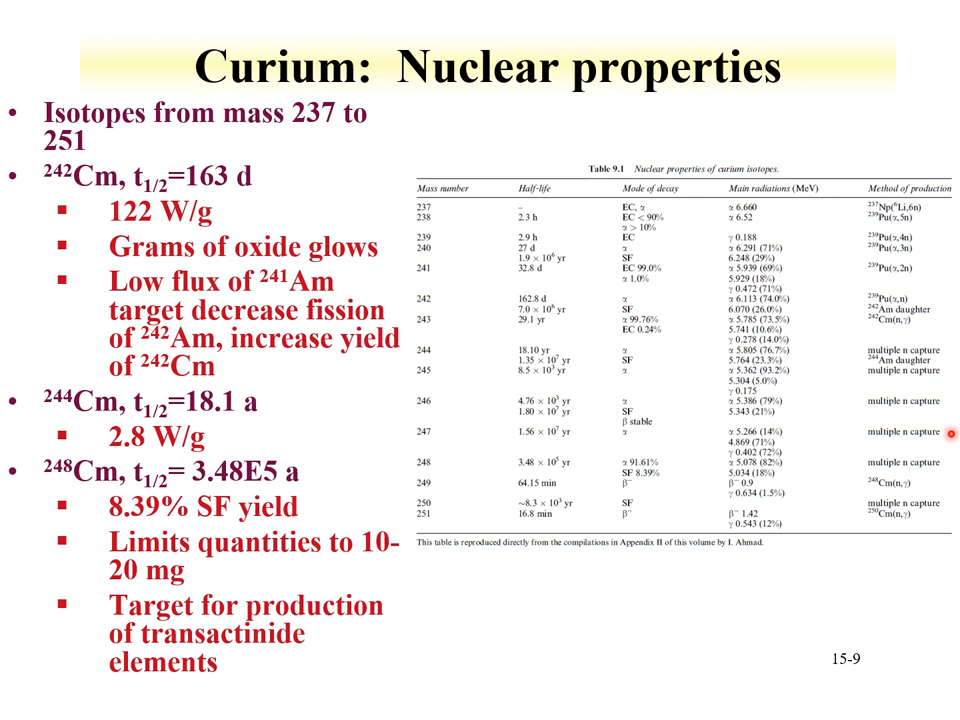 Curium: Nuclear properties
• Isotopes from mass 237 to
251
• ²⁴²Cm, t₁/₂=163 d
▪ 122 W/g
▪ Grams of oxide glows
▪ Low flux of ²⁴¹Am
target decrease fission
of ²⁴²Am, increase yield
of ²⁴²Cm
• ²⁴⁴Cm, t₁/₂=18.1 a
▪ 2.8 W/g
• ²⁴⁸Cm, t₁/₂= 3.48E5 a
▪ 8.39% SF yield
▪ Limits quantities to 10-
20 mg
▪ Target for production
of transactinide
elements
Table 9.1 Nuclear properties of curium isotopes.
Mass number Half-life Mode of decay Main radiations (MeV) Method of production
237 – EC, α α 6.660 ²³⁷Np(⁶Li,6n)
238 2.3 h EC < 90% α 6.52 ²³⁹Pu(α,5n)
α > 10%
239 2.9 h EC γ 0.188 ²³⁹Pu(α,4n)
240 27 d α α 6.291 (71%) ²³⁹Pu(α,3n)
1.9 × 10⁶ yr SF 6.248 (29%)
241 32.8 d EC 99.0% α 5.939 (69%) ²³⁹Pu(α,2n)
α 1.0% 5.929 (18%)
γ 0.472 (71%)
242 162.8 d α α 6.113 (74.0%) ²³⁹Pu(α,n)
7.0 × 10⁶ yr SF 6.070 (26.0%) ²⁴²Am daughter
243 29.1 yr α 99.76% α 5.785 (73.5%) ²⁴²Cm(n,γ)
EC 0.24% 5.741 (10.6%)
γ 0.278 (14.0%)
244 18.10 yr α α 5.805 (76.7%) multiple n capture
1.35 × 10⁷ yr SF 5.764 (23.3%) ²⁴⁴Am daughter
245 8.5 × 10³ yr α α 5.362 (93.2%) multiple n capture
5.304 (5.0%)
γ 0.175
246 4.76 × 10³ yr α α 5.386 (79%) multiple n capture
1.80 × 10⁷ yr SF 5.343 (21%)
β stable
247 1.56 × 10⁷ yr α α 5.266 (14%) multiple n capture
4.869 (71%)
γ 0.402 (72%)
248 3.48 × 10⁵ yr α 91.61% α 5.078 (82%) multiple n capture
SF 8.39% 5.034 (18%)
249 64.15 min β⁻ β⁻ 0.9 ²⁴⁸Cm(n,γ)
γ 0.634 (1.5%)
250 ~8.3 × 10³ yr SF multiple n capture
251 16.8 min β⁻ β⁻ 1.42 ²⁵⁰Cm(n,γ)
γ 0.543 (12%)
This table is reproduced directly from the compilations in Appendix II of this volume by I. Ahmad.
15-9